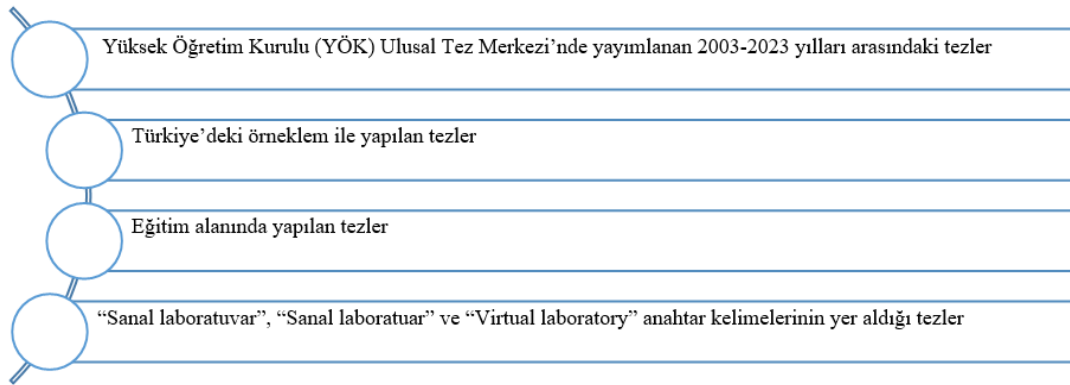 Yüksek Öğretim Kurulu (YÖK) Ulusal Tez Merkezi’nde yayımlanan 2003-2023 yılları arasındaki tezler
Türkiye’deki örneklem ile yapılan tezler
Eğitim alanında yapılan tezler
“Sanal laboratuvar”, “Sanal laboratuar” ve “Virtual laboratory” anahtar kelimelerinin yer aldığı tezler